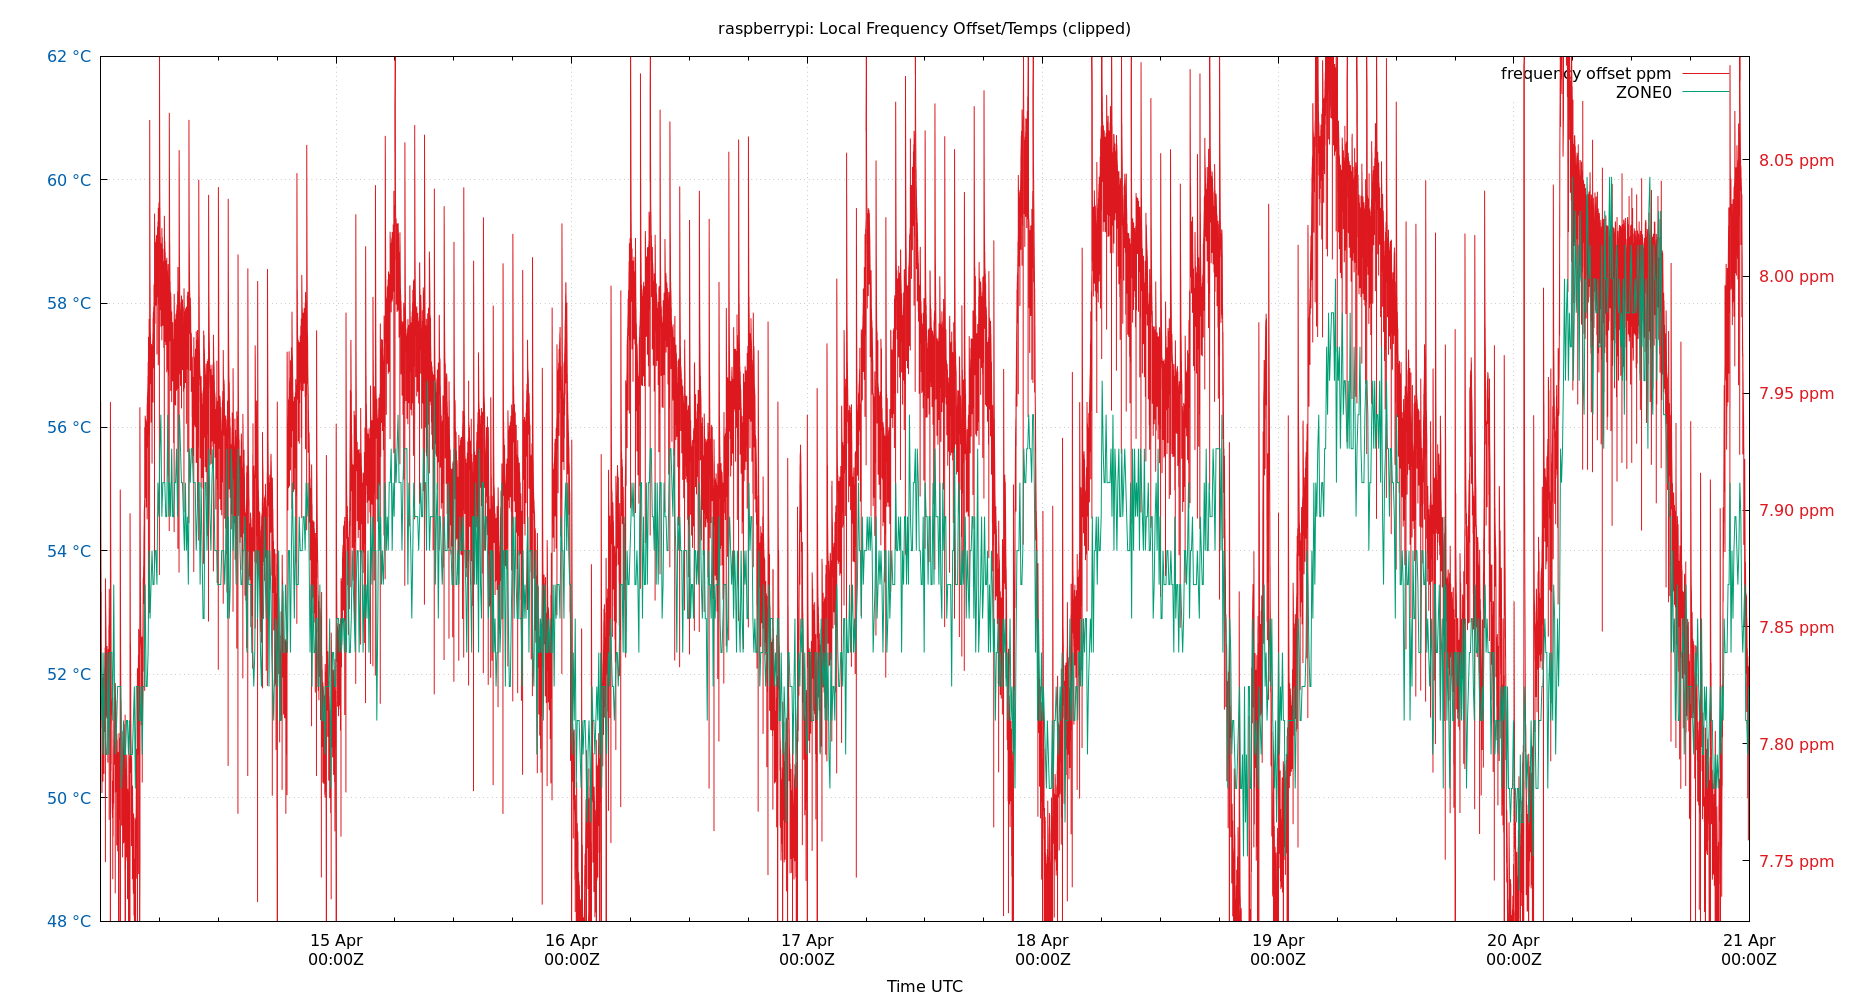 raspberrypi: Local Frequency Offset/Temps (clipped)
62 °C
60 °C
58 °C
56 °C
54 °C
52 °C
50 °C
48 °C
frequency offset ppm
ZONE0
8.05 ppm
8.00 ppm
7.95 ppm
7.90 ppm
7.85 ppm
7.80 ppm
7.75 ppm
15 Apr
00:00Z
16 Apr
00:00Z
17 Apr
00:00Z
18 Apr
00:00Z
19 Apr
00:00Z
20 Apr
00:00Z
21 Apr
00:00Z
Time UTC